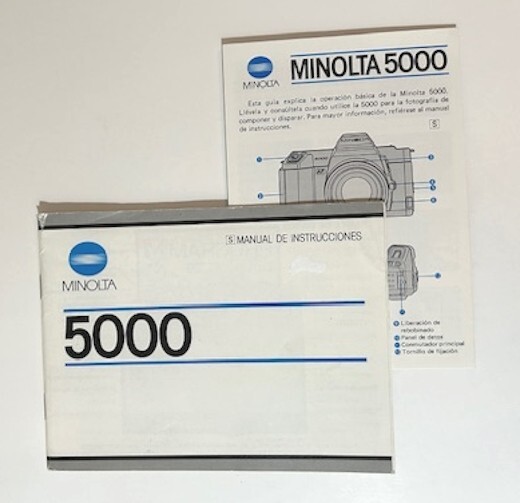 MINOLTA
MINOLTA 5000
Esta guía explica la operación básica de la Minolta 5000.
Llévela y consúltela cuando utilice la 5000 para la fotografía de
componer y disparar. Para mayor información, refiérase al manual
de instrucciones.
S
Liberación de
rebobinado
Panel de datos
Conmutador principal
Tornillo de fijación
S MANUAL DE INSTRUCCIONES
MINOLTA
5000